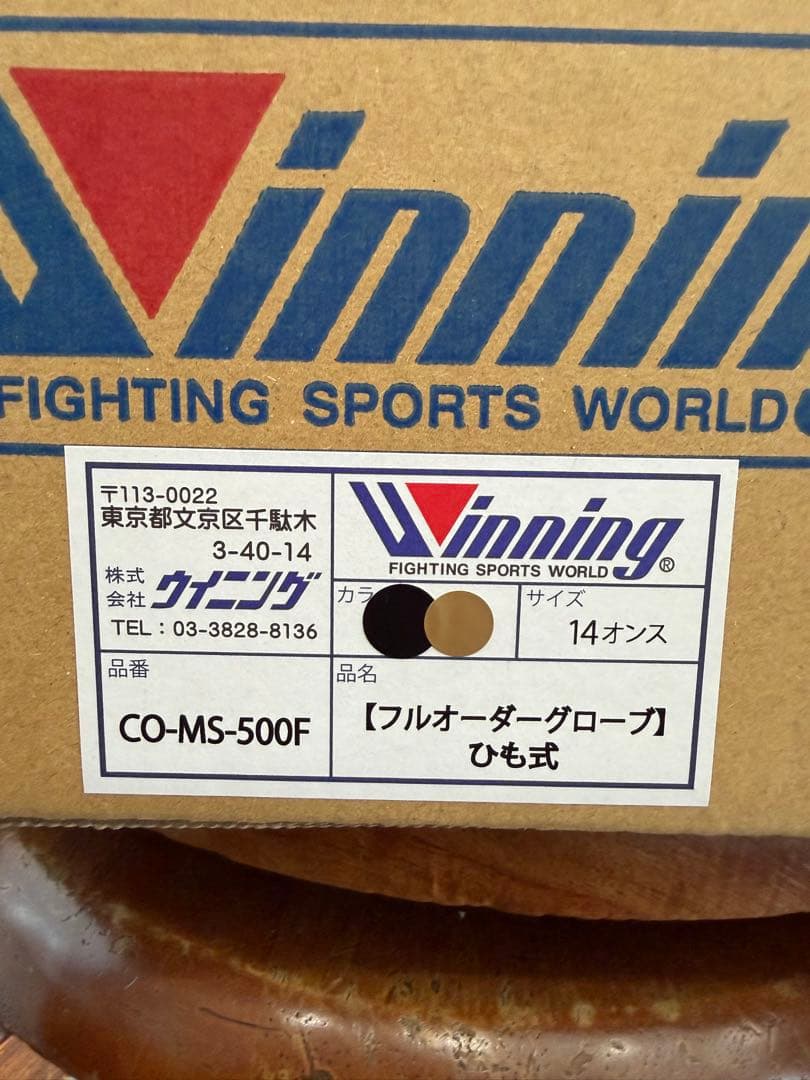 Winnin
FIGHTING SPORTS WORLD
〒113-0022
東京都文京区千駄木
3-40-14
株式会社 ウイニング
TEL：03-3828-8136
Winning
FIGHTING SPORTS WORLD ®
カラ
サイズ
14オンス
品番
CO-MS-500F
品名
【フルオーダーグローブ】
ひも式